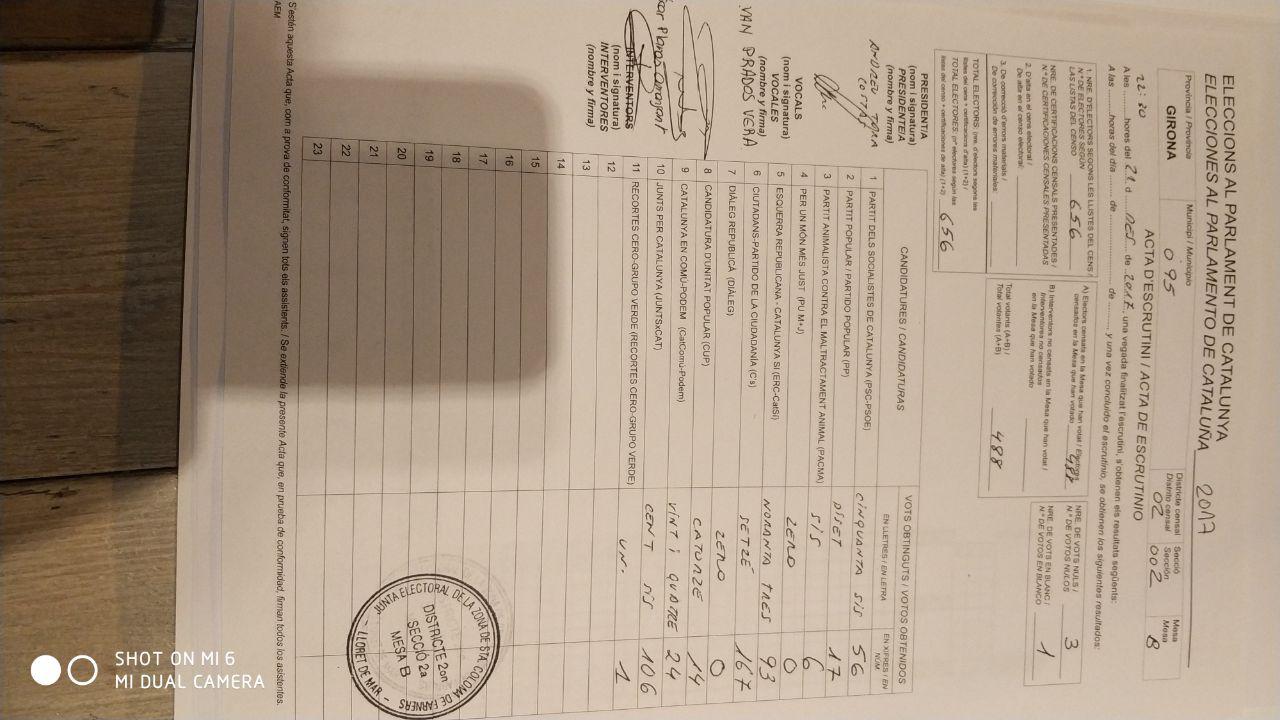 ELECCIONS AL PARLAMENT DE CATALUNYA
ELECCIONES AL PARLAMENTO DE CATALUÑA 2017
Província / Provincia
GIRONA
Municipi / Municipio
095
Districte censal
Distrito censal
02
Secció
Sección
002
Mesa
Mesa
B
ACTA D'ESCRUTINI / ACTA DE ESCRUTINIO
A les 22:30 hores del 21 d DES. de 2017, una vegada finalitzat l'escrutini, s'obtenen els resultats següents:
A las ........ horas del día ........ de ........ de ........ y una vez concluido el escrutinio, se obtienen los siguientes resultados:
1. NRE. D'ELECTORS SEGONS LES LLISTES DEL CENS /
N.º DE ELECTORES SEGÚN
LAS LISTAS DEL CENSO 656
NRE. DE CERTIFICACIONS CENSALS PRESENTADES /
N.º DE CERTIFICACIONES CENSALES PRESENTADAS
2. D'alta en el cens electoral /
De alta en el censo electoral:
3. De correcció d'errors materials /
De corrección de errores materiales:
TOTAL ELECTORS: (nre. d'electors segons les
llistes del cens + certificacions d'alta) (1+2) /
TOTAL ELECTORES: (nº electores según las
listas del censo + certificaciones de alta) (1+2) 656
A) Electors censats en la Mesa que han votat / Electores
censados en la Mesa que han votado 488
B) Interventors no censats en la Mesa que han votat /
Interventores no censados
en la Mesa que han votado
Total votants (A+B) /
Total votantes (A+B) 488
NRE. DE VOTS NULS /
N.º DE VOTOS NULOS 3
NRE. DE VOTS EN BLANC /
N.º DE VOTOS EN BLANCO 1
PRESIDENT/A
(nom i signatura)
PRESIDENTE/A
(nombre y firma)
VOCALS
(nom i signatura)
VOCALES
(nombre y firma)
VAN PRADOS VERA
INTERVENTORS
(nom i signatura)
INTERVENTORES
(nombre y firma)
CANDIDATURES / CANDIDATURAS
VOTS OBTINGUTS / VOTOS OBTENIDOS
EN LLETRES / EN LETRA
EN XIFRES / EN NÚM.
1 PARTIT DELS SOCIALISTES DE CATALUNYA (PSC-PSOE) CINQUANTA SIS 56
2 PARTIT POPULAR / PARTIDO POPULAR (PP) DISET 17
3 PARTIT ANIMALISTA CONTRA EL MALTRACTAMENT ANIMAL (PACMA) SIS 6
4 PER UN MÓN MÉS JUST (PUM+J) ZERO 0
5 ESQUERRA REPUBLICANA - CATALUNYA SÍ (ERC-CatSí) NORANTA TRES 93
6 CIUTADANS-PARTIDO DE LA CIUDADANÍA (C's) 167
7 DIÀLEG REPUBLICÀ (DIÀLEG) ZERO 0
8 CANDIDATURA D'UNITAT POPULAR (CUP) CATORZE 14
9 CATALUNYA EN COMÚ-PODEM (CatComú-Podem) VINT I QUATRE 24
10 JUNTS PER CATALUNYA (JUNTSxCAT) CENT SIS 106
11 RECORTES CERO-GRUPO VERDE (RECORTES CERO-GRUPO VERDE) UN. 1
12
13
14
15
16
17
18
19
20
21
22
23
JUNTA ELECTORAL DE LA ZONA DE STA. COLOMA DE FARNERS
DISTRICTE 2on
SECCIÓ 2a
MESA B
- LLORET DE MAR -
S'estén aquesta Acta que, com a prova de conformitat, signen tots els assistents. / Se extiende la presente Acta que, en prueba de conformidad, firman todos los asistentes.
SHOT ON MI 6
MI DUAL CAMERA